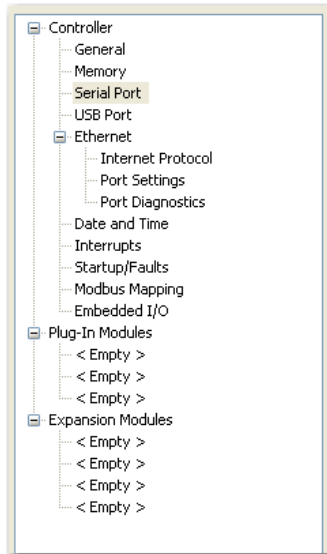 Controller
General
Memory
Serial Port
USB Port
Ethernet
Internet Protocol
Port Settings
Port Diagnostics
Date and Time
Interrupts
Startup/Faults
Modbus Mapping
Embedded I/O
Plug-In Modules
< Empty >
< Empty >
< Empty >
Expansion Modules
< Empty >
< Empty >
< Empty >
< Empty >